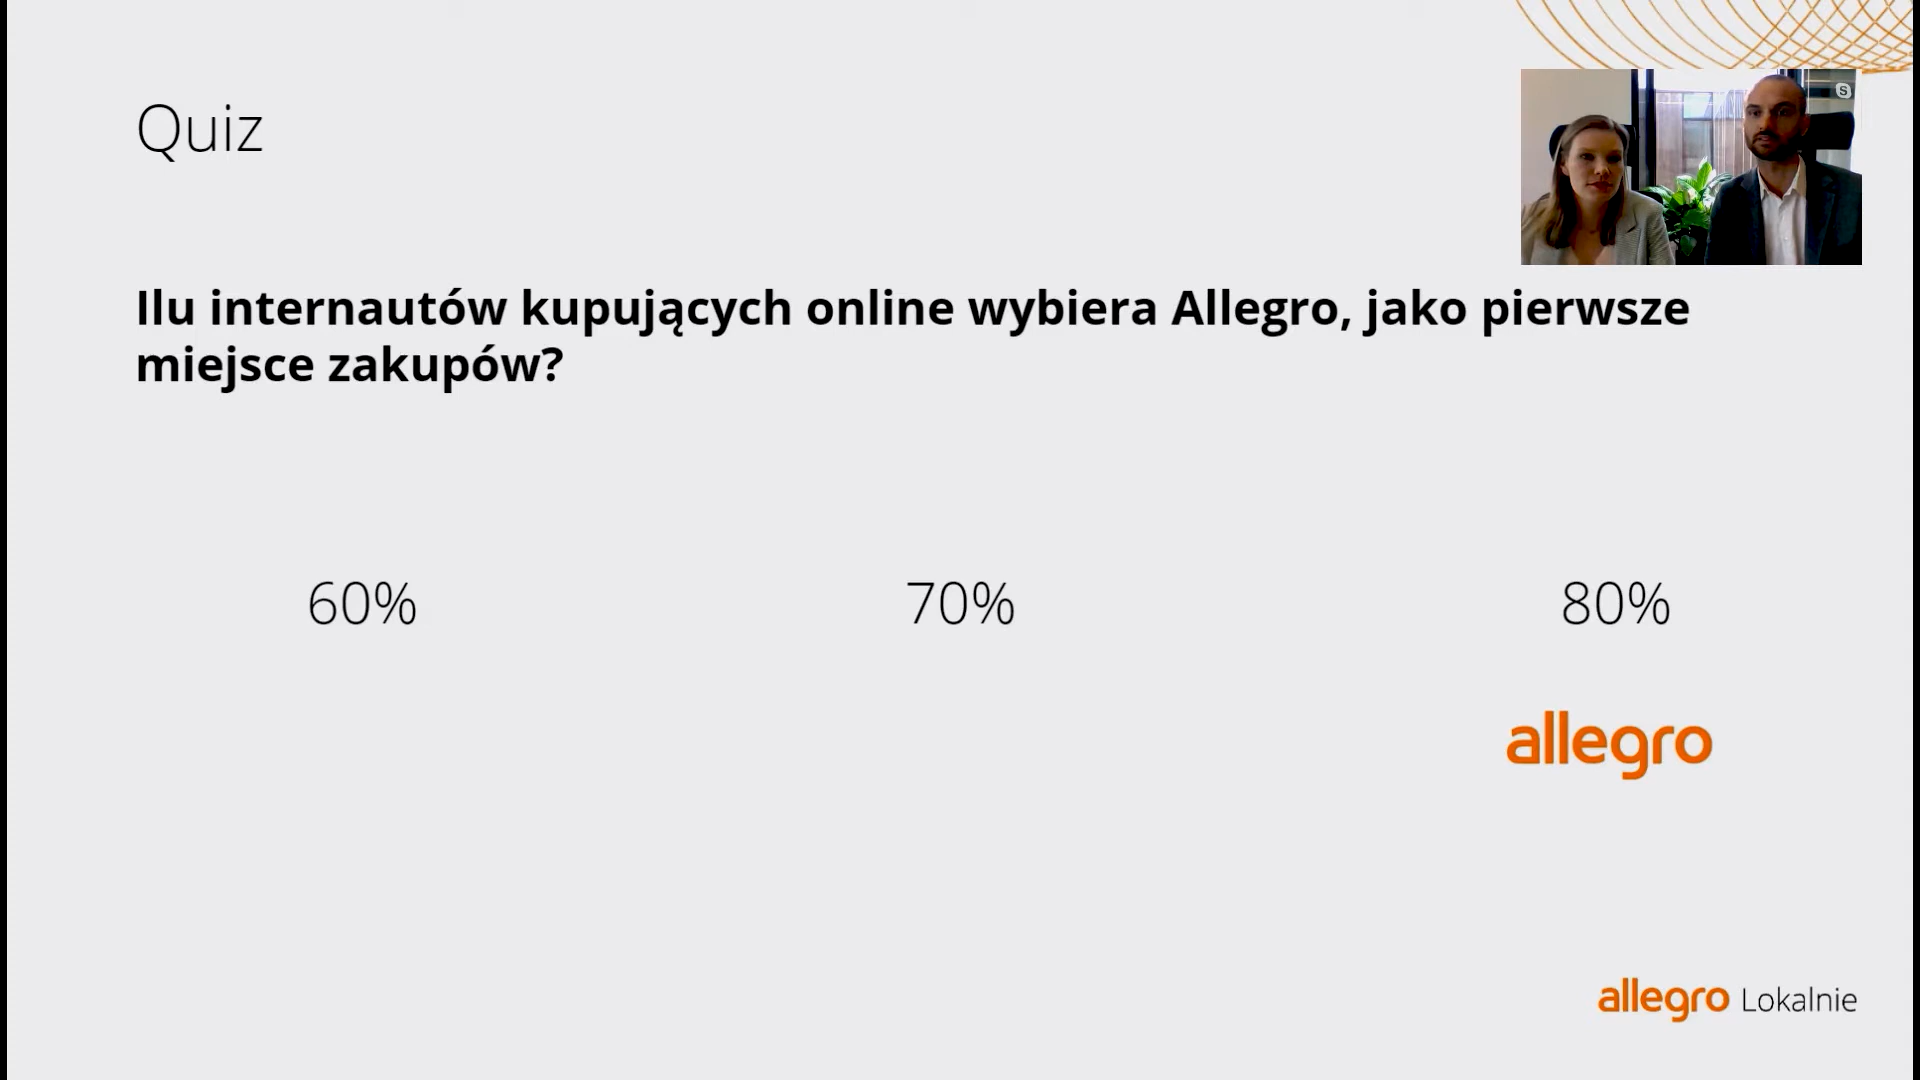 Quiz
Ilu internautów kupujących online wybiera Allegro, jako pierwsze
miejsce zakupów?
60%
70%
80%
allegro
allegro Lokalnie